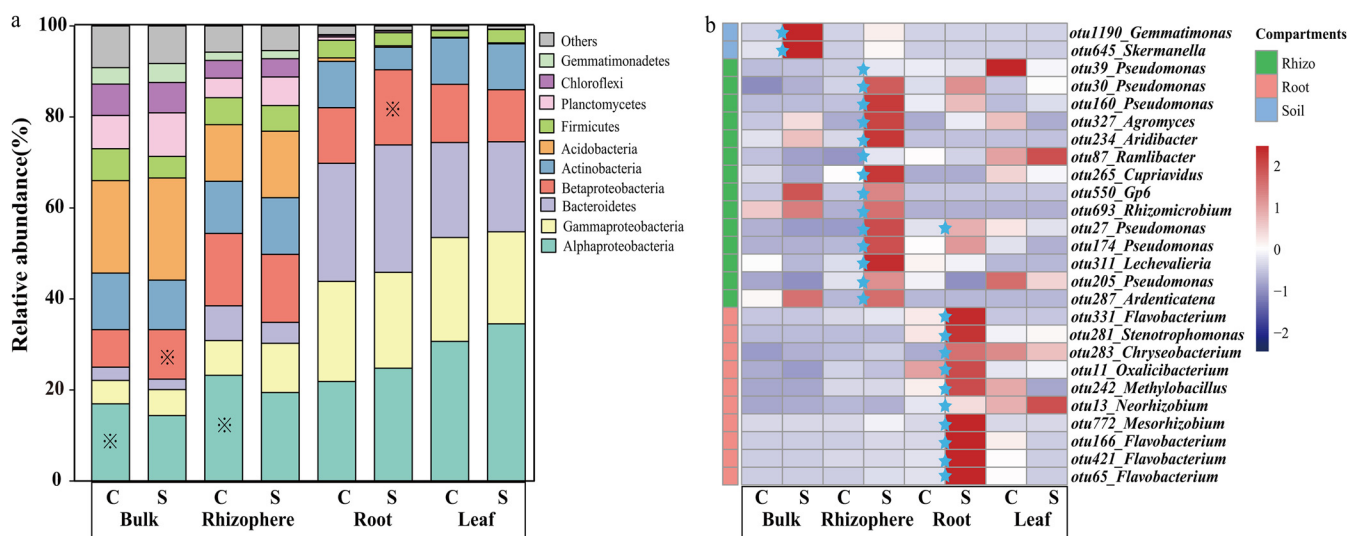 a
Relative abundance(%)
100
80
60
40
20
0
Others
Gemmatimonadetes
Chloroflexi
Planctomycetes
Firmicutes
Acidobacteria
Actinobacteria
Betaproteobacteria
Bacteroidetes
Gammaproteobacteria
Alphaproteobacteria
C S C S C S C S
Bulk Rhizophere Root Leaf
b
otu1190_Gemmatimonas
otu645_Skermanella
otu39_Pseudomonas
otu30_Pseudomonas
otu160_Pseudomonas
otu327_Agromyces
otu234_Aridibacter
otu87_Ramlibacter
otu265_Cupriavidus
otu550_Gp6
otu693_Rhizomicrobium
otu27_Pseudomonas
otu174_Pseudomonas
otu311_Lechevalieria
otu205_Pseudomonas
otu287_Ardenticatena
otu331_Flavobacterium
otu281_Stenotrophomonas
otu283_Chryseobacterium
otu11_Oxalicibacterium
otu242_Methylobacillus
otu13_Neorhizobium
otu772_Mesorhizobium
otu166_Flavobacterium
otu421_Flavobacterium
otu65_Flavobacterium
C S C S C S C S
Bulk Rhizophere Root Leaf
Compartments
Rhizo
Root
Soil
2
1
0
−1
−2